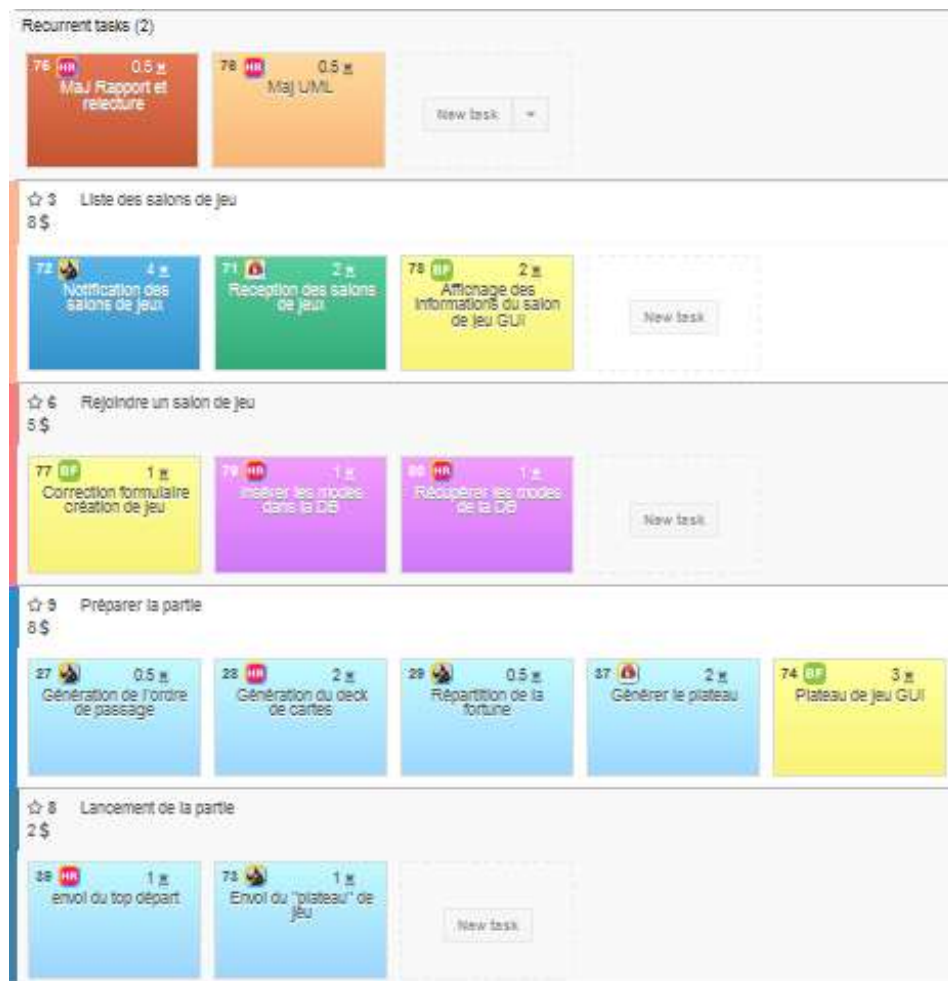 Recurrent tasks (2)
76 HR 0.5
MaJ Rapport et
relecture
78 HR 0.5
Maj UML
New task
3 Liste des salons de jeu
8 $
72 4
Notification des
salons de jeux
71 2
Reception des salons
de jeux
78 BF 2
Affichage des
informations du salon
de jeu GUI
New task
6 Rejoindre un salon de jeu
5 $
77 BF 1
Correction formulaire
création de jeu
79 HR 1
Insérer les modes
dans la DB
80 HR 1
Récupérer les modes
de la DB
New task
9 Préparer la partie
8 $
27 0.5
Génération de l'ordre
de passage
28 HR 2
Génération du deck
de cartes
29 0.5
Répartition de la
fortune
37 2
Générer le plateau
74 BF 3
Plateau de jeu GUI
8 Lancement de la partie
2 $
39 HR 1
envoi du top départ
73 1
Envoi du "plateau" de
jeu
New task